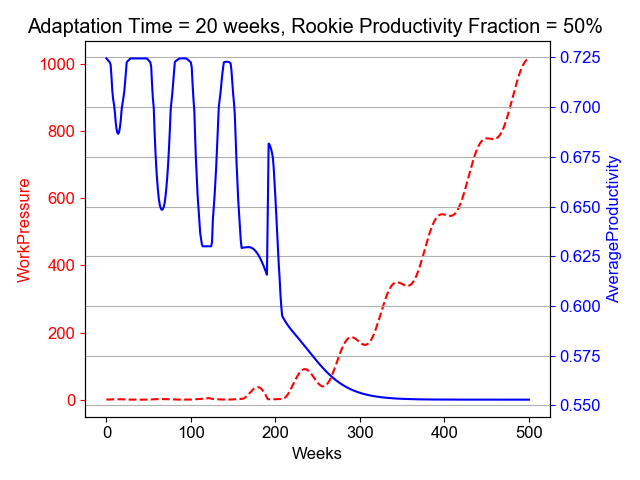 Adaptation Time = 20 weeks, Rookie Productivity Fraction = 50%
1000
800
600
400
200
0
WorkPressure
0.725
0.700
0.675
0.650
0.625
0.600
0.575
0.550
AverageProductivity
0 100 200 300 400 500
Weeks